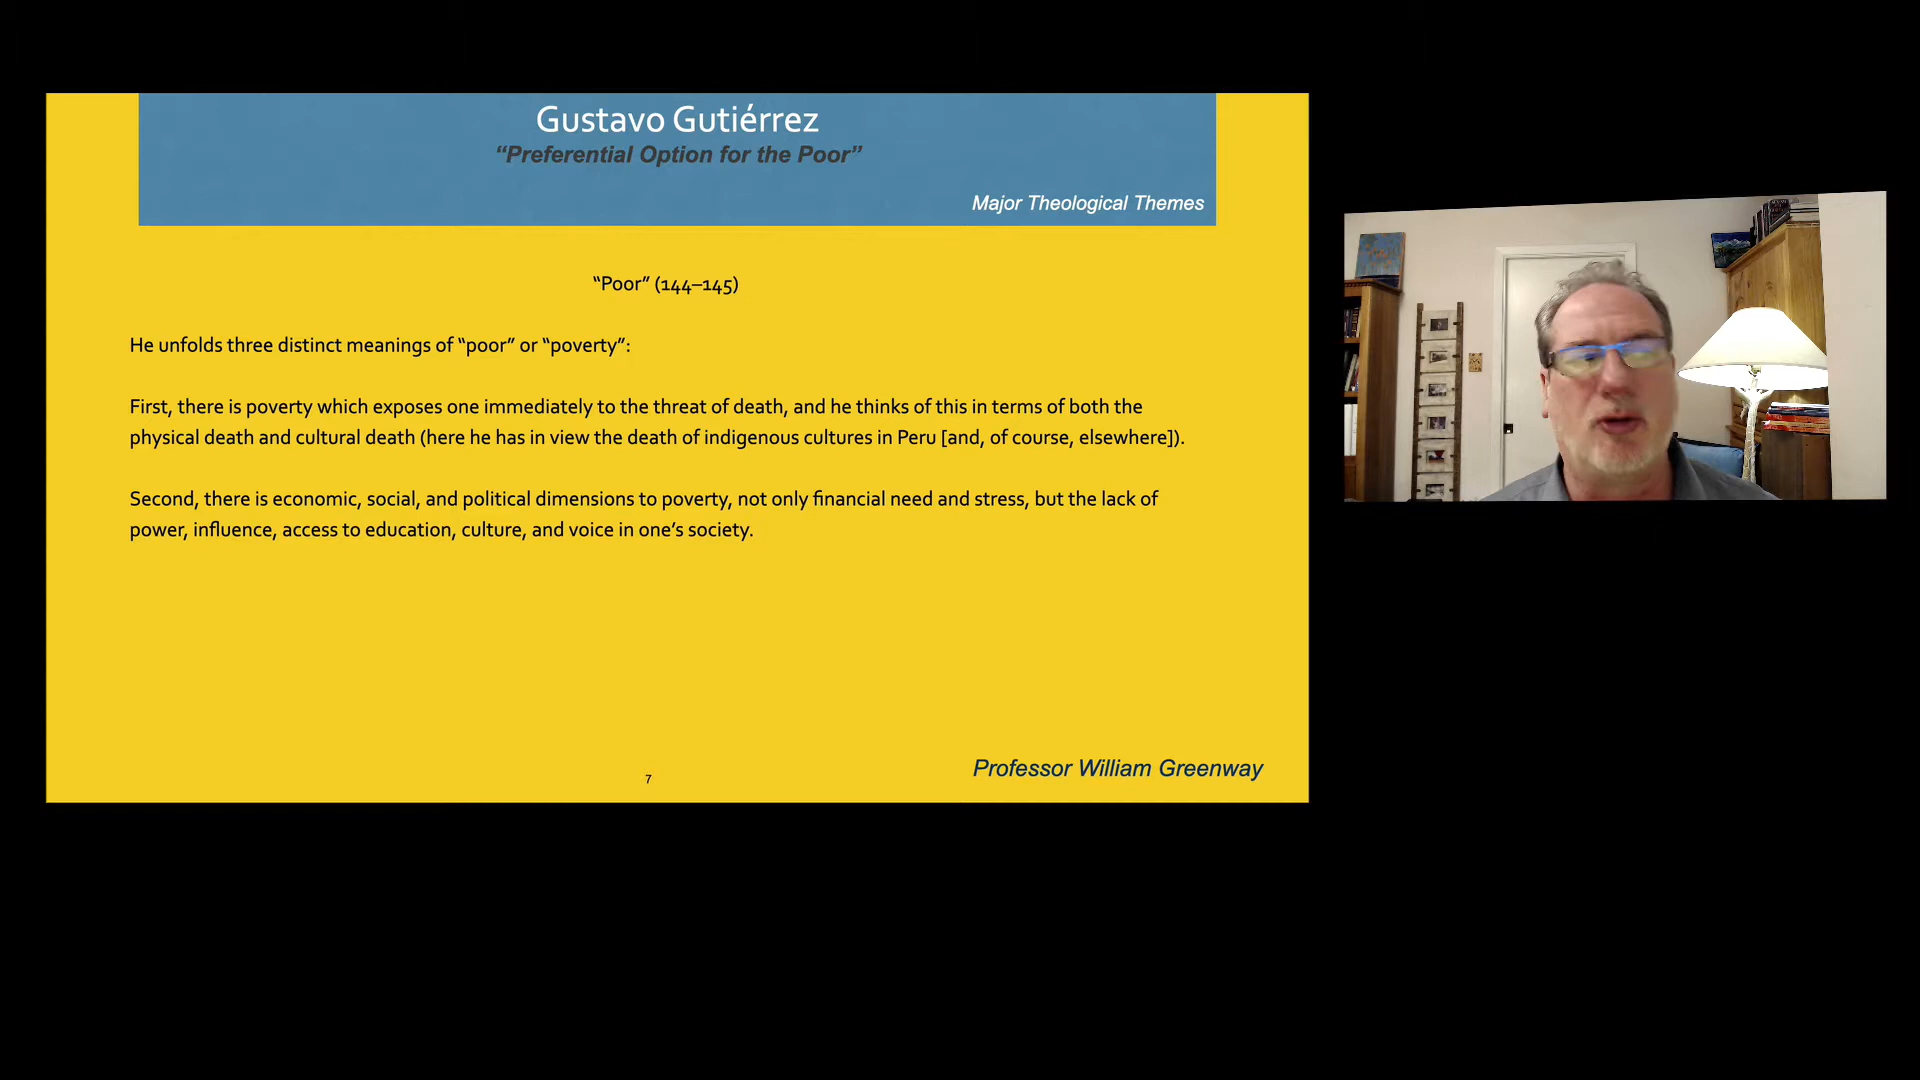 Gustavo Gutiérrez
“Preferential Option for the Poor”
Major Theological Themes
“Poor” (144–145)
He unfolds three distinct meanings of “poor” or “poverty”:
First, there is poverty which exposes one immediately to the threat of death, and he thinks of this in terms of both the
physical death and cultural death (here he has in view the death of indigenous cultures in Peru [and, of course, elsewhere]).
Second, there is economic, social, and political dimensions to poverty, not only financial need and stress, but the lack of
power, influence, access to education, culture, and voice in one’s society.
7
Professor William Greenway